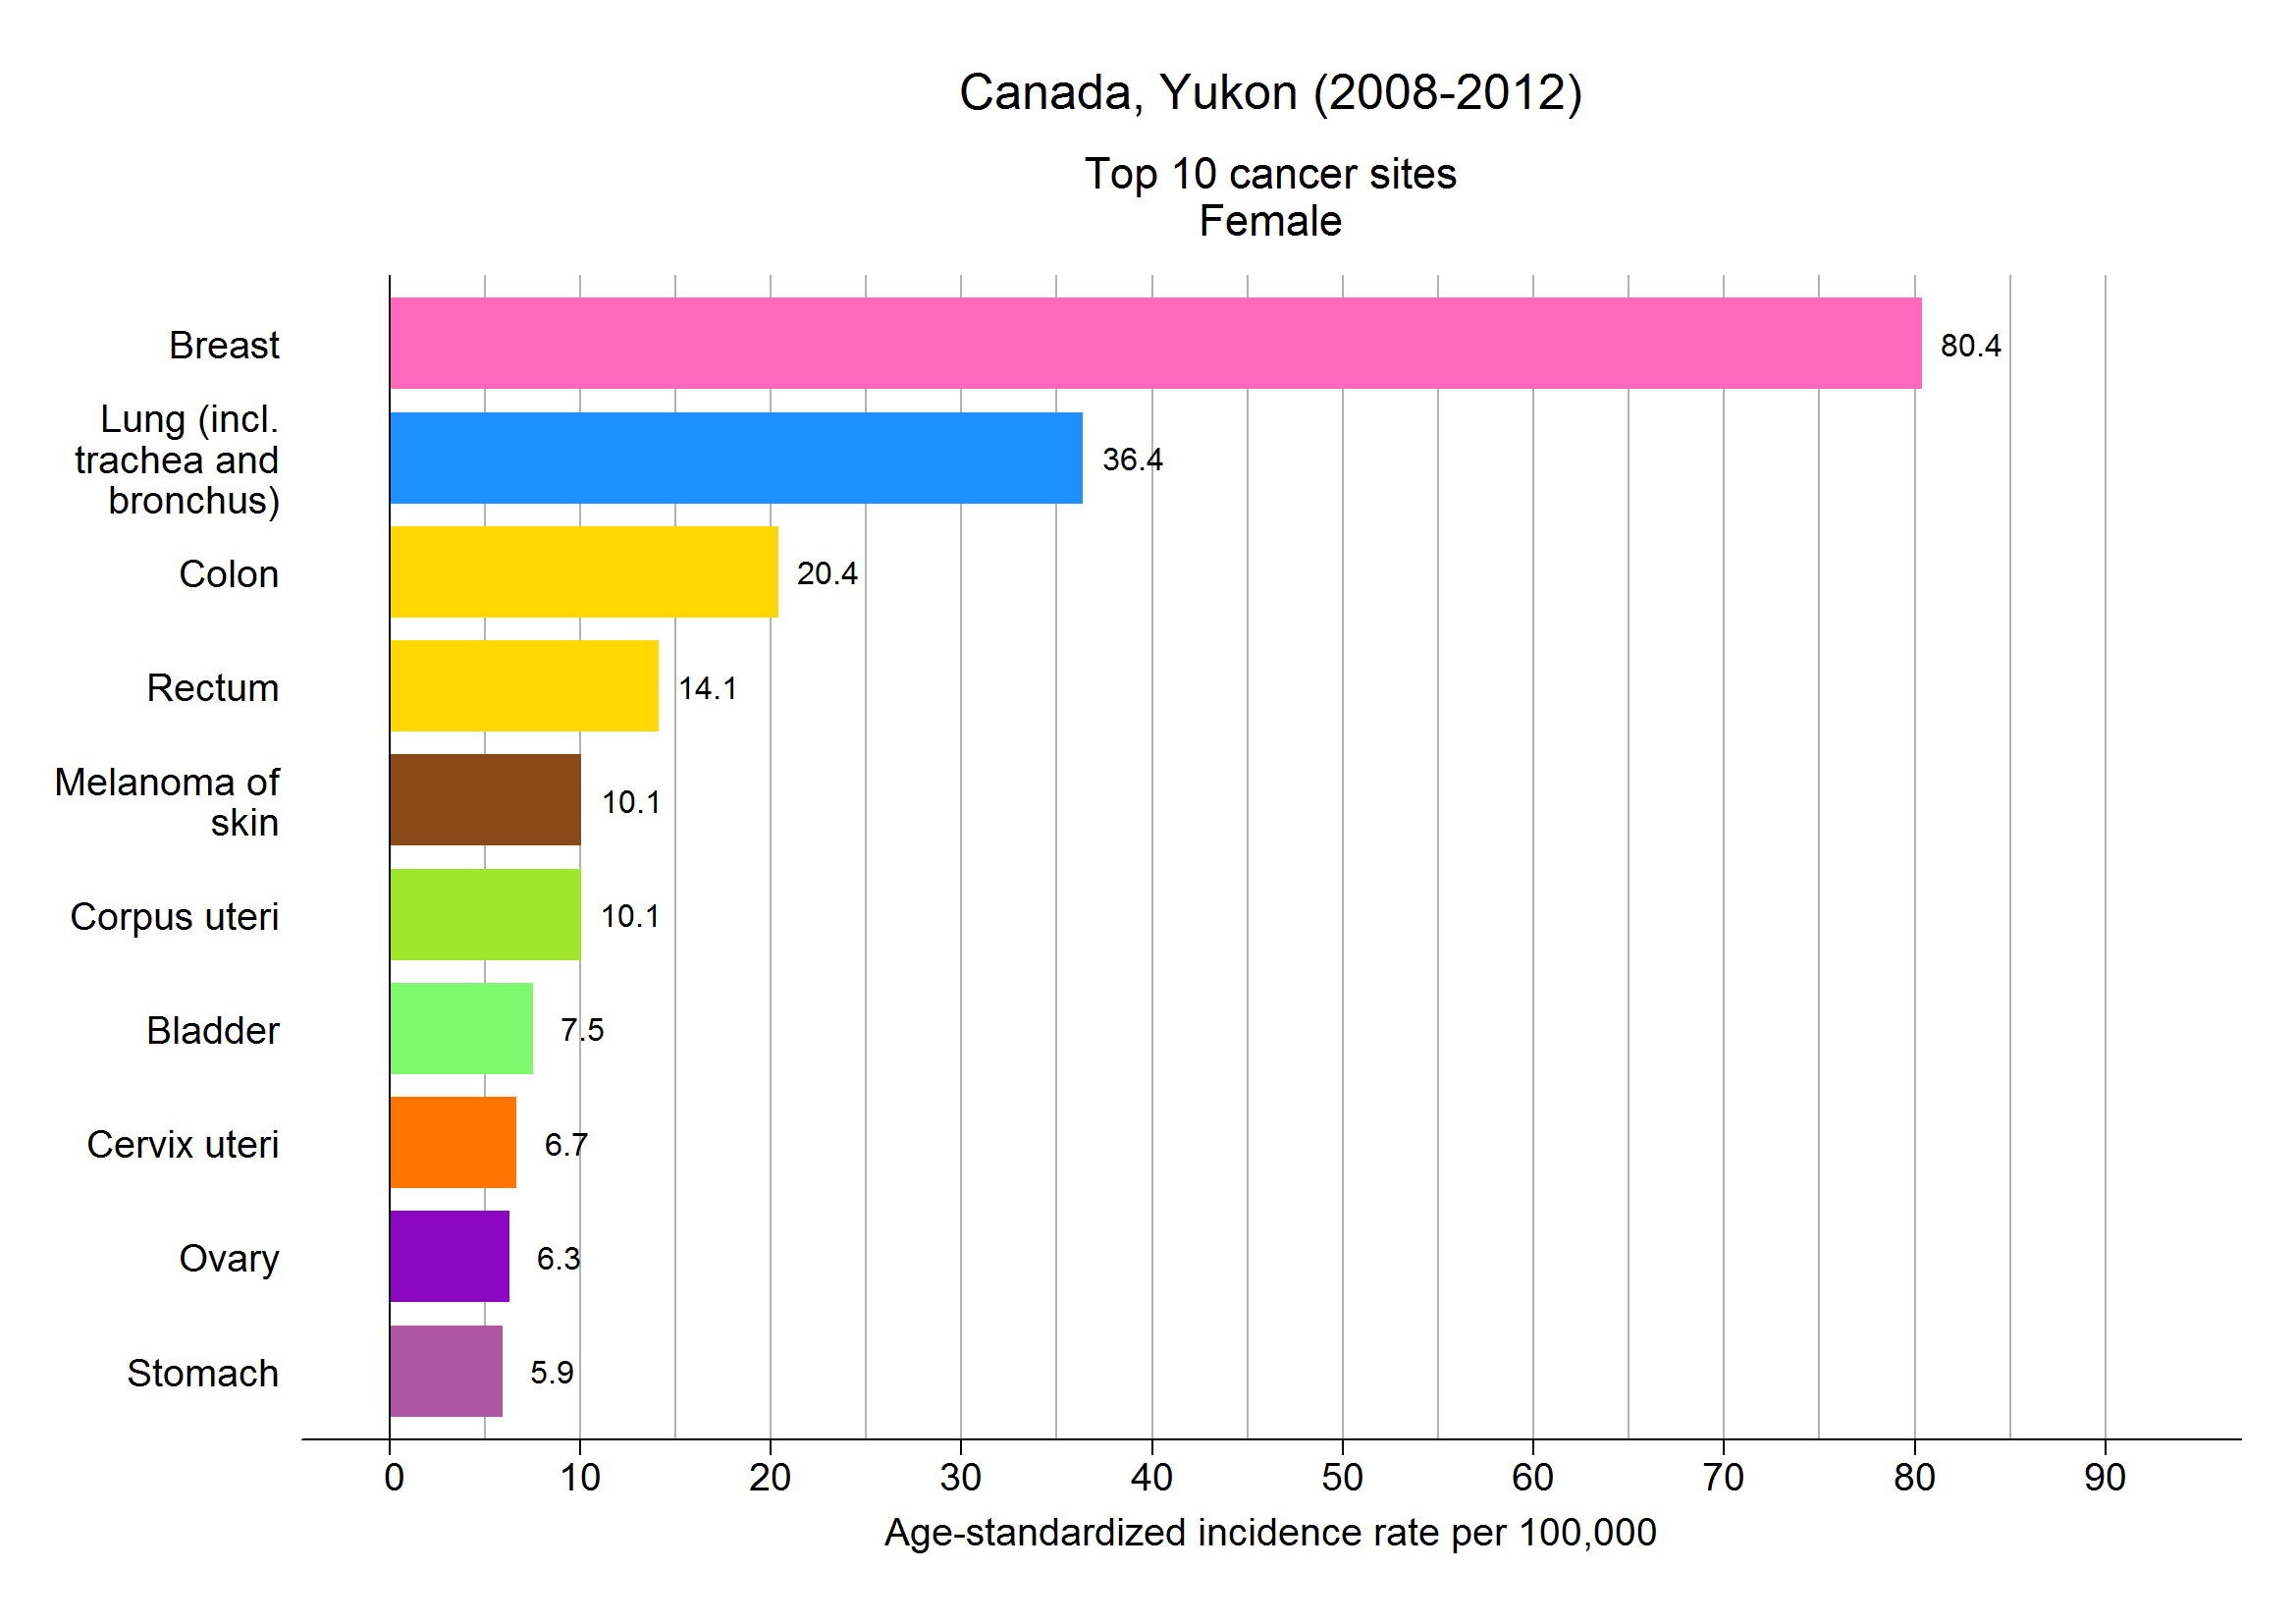 Canada, Yukon (2008-2012)
Top 10 cancer sites
Female
Breast
80.4
Lung (incl.
trachea and
bronchus)
36.4
Colon
20.4
Rectum
14.1
Melanoma of
skin
10.1
Corpus uteri
10.1
Bladder
7.5
Cervix uteri
6.7
Ovary
6.3
Stomach
5.9
0 10 20 30 40 50 60 70 80 90
Age-standardized incidence rate per 100,000